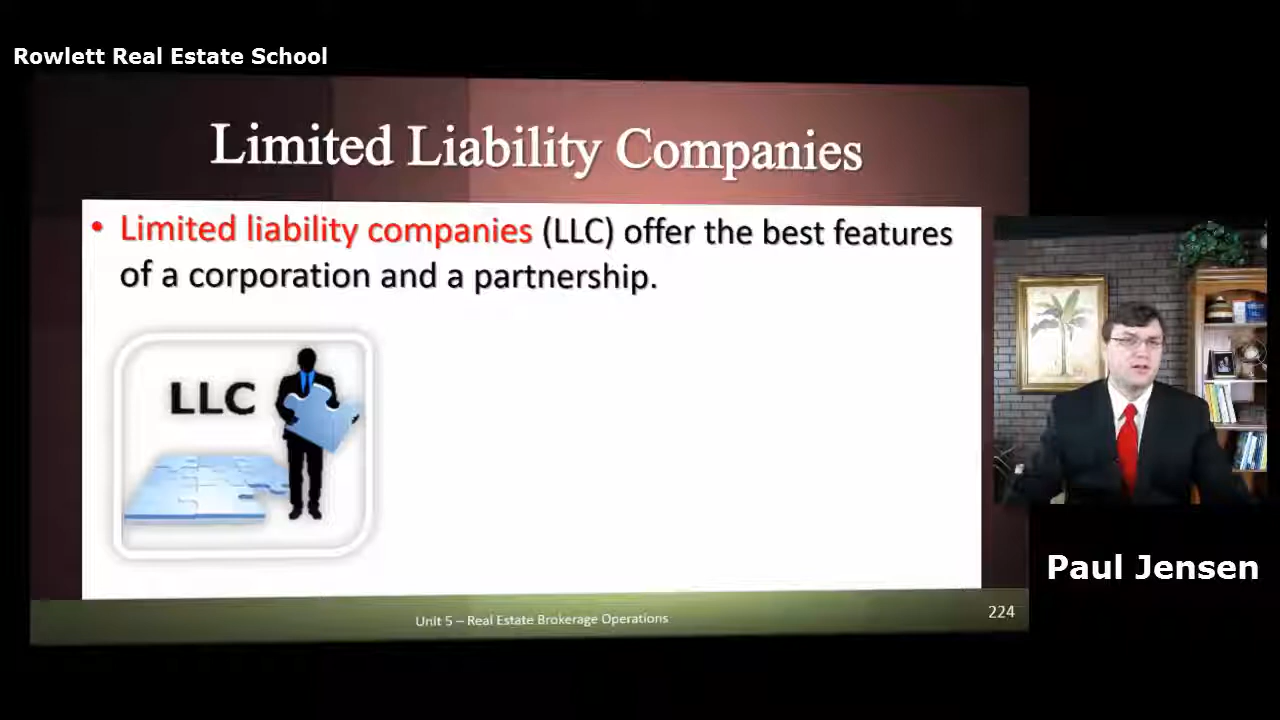 Rowlett Real Estate School
Limited Liability Companies
• Limited liability companies (LLC) offer the best features
of a corporation and a partnership.
LLC
Paul Jensen
Unit 5 – Real Estate Brokerage Operations
224